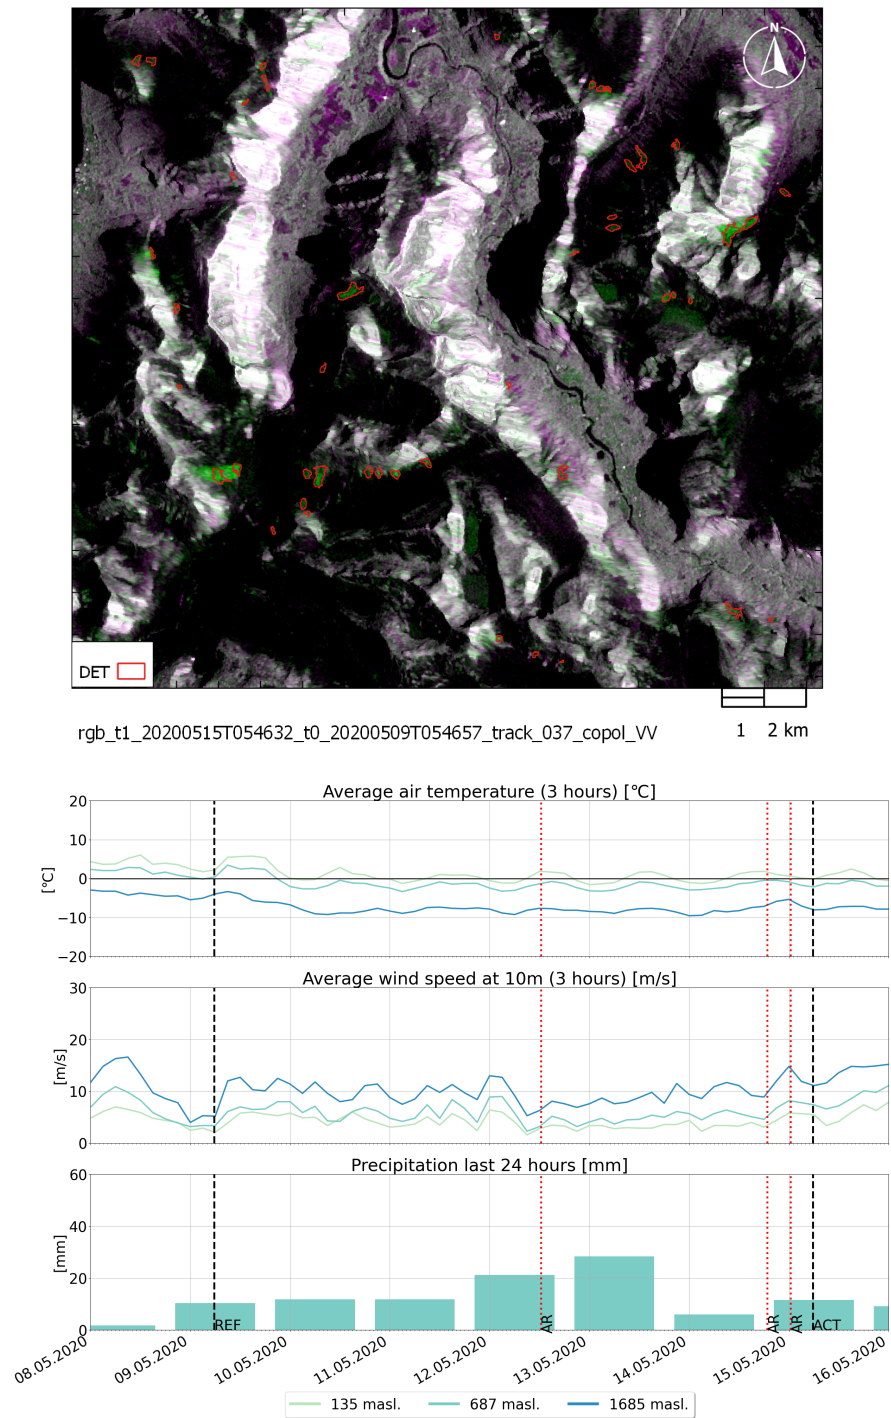 N
DET
1 2 km
rgb_t1_20200515T054632_t0_20200509T054657_track_037_copol_VV
Average air temperature (3 hours) [°C]
[°C]
20
10
0
−10
−20
Average wind speed at 10m (3 hours) [m/s]
[m/s]
30
20
10
0
Precipitation last 24 hours [mm]
[mm]
60
40
20
0
REF
AR
AR
AR
ACT
08.05.2020
09.05.2020
10.05.2020
11.05.2020
12.05.2020
13.05.2020
14.05.2020
15.05.2020
16.05.2020
135 masl. 687 masl. 1685 masl.